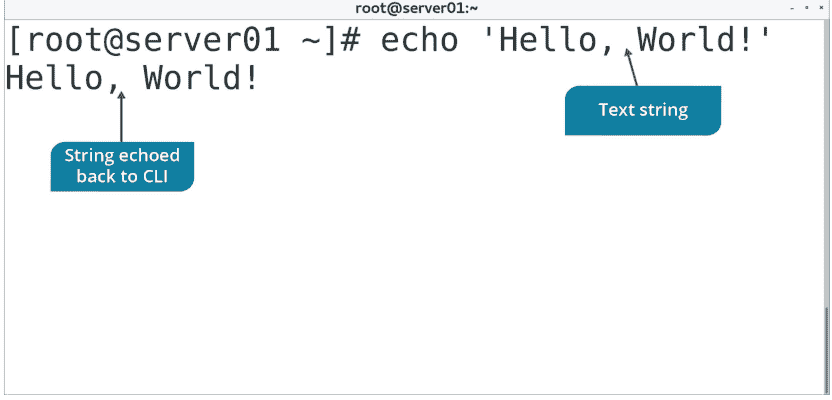 root@server01:~
[root@server01 ~]# echo 'Hello, World!'
Hello, World!
Text string
String echoed
back to CLI